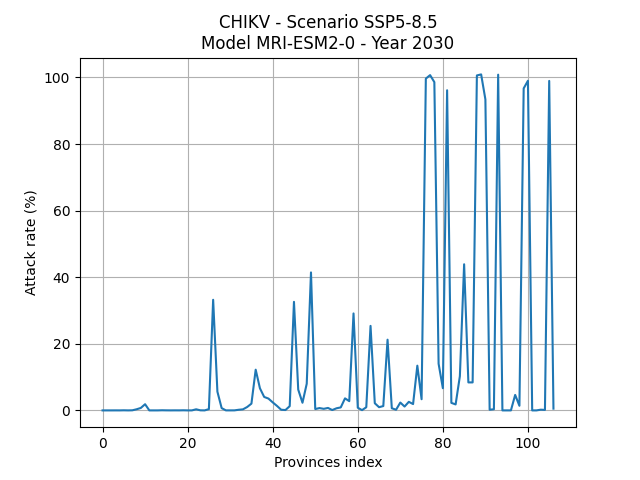 CHIKV - Scenario SSP5-8.5
Model MRI-ESM2-0 - Year 2030
100
80
60
40
20
0
Attack rate (%)
0 20 40 60 80 100
Provinces index